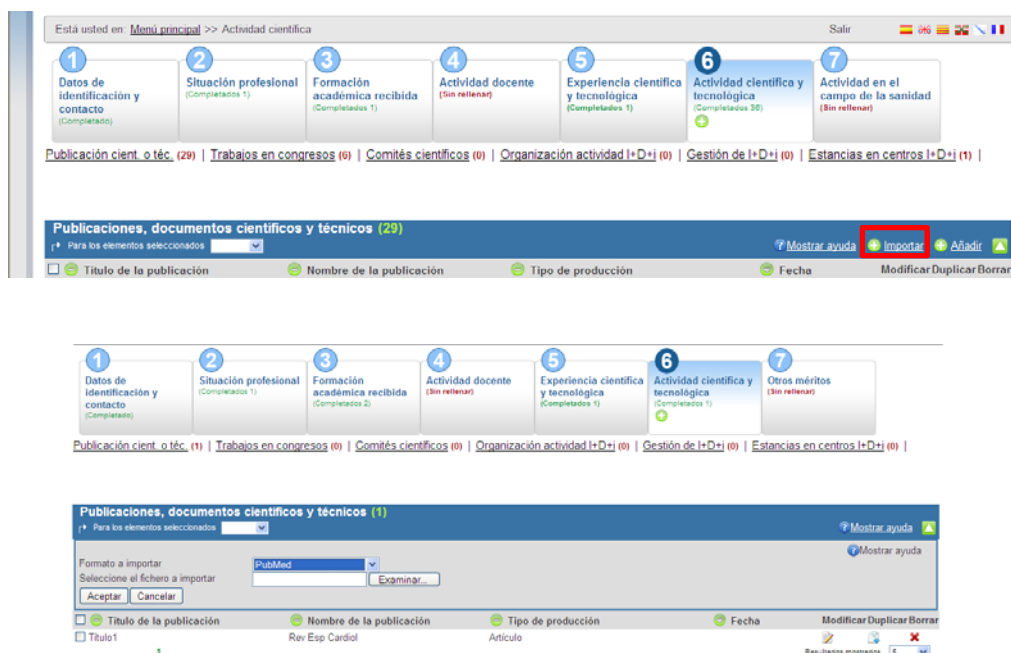 Está usted en: Menú principal >> Actividad científica Salir
1 2 3 4 5 6 7
Datos de identificación y contacto (Completado)
Situación profesional (Completados 1)
Formación académica recibida (Completados 1)
Actividad docente (Sin rellenar)
Experiencia científica y tecnológica (Completados 1)
Actividad científica y tecnológica (Completados 30)
Actividad en el campo de la sanidad (Sin rellenar)
Publicación cient. o téc. (29) | Trabajos en congresos (6) | Comités científicos (0) | Organización actividad I+D+i (0) | Gestión de I+D+i (0) | Estancias en centros I+D+i (1) |
Publicaciones, documentos científicos y técnicos (29)
Para los elementos seleccionados Mostrar ayuda Importar Añadir
Título de la publicación Nombre de la publicación Tipo de producción Fecha Modificar Duplicar Borrar
1 2 3 4 5 6 7
Datos de identificación y contacto (Completado)
Situación profesional (Completados 1)
Formación académica recibida (Completados 2)
Actividad docente (Sin rellenar)
Experiencia científica y tecnológica (Completados 1)
Actividad científica y tecnológica (Completados 1)
Otros méritos (Sin rellenar)
Publicación cient. o téc. (1) | Trabajos en congresos (0) | Comités científicos (0) | Organización actividad I+D+i (0) | Gestión de I+D+i (0) | Estancias en centros I+D+i (0) |
Publicaciones, documentos científicos y técnicos (1)
Para los elementos seleccionados Mostrar ayuda
Mostrar ayuda
Formato a importar PubMed
Seleccione el fichero a importar Examinar...
Aceptar Cancelar
Título de la publicación Nombre de la publicación Tipo de producción Fecha Modificar Duplicar Borrar
Título1 Rev Esp Cardiol Artículo
1 Resultados mostrados 5